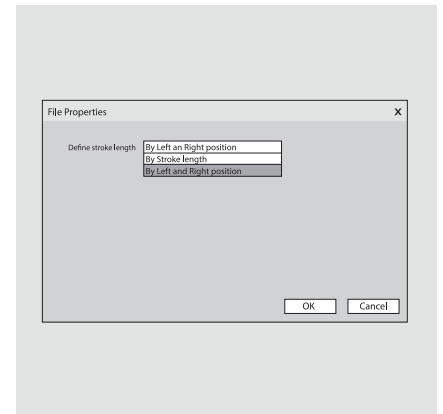 File Properties X
Define stroke length By Left an Right position
By Stroke length
By Left and Right position
OK Cancel